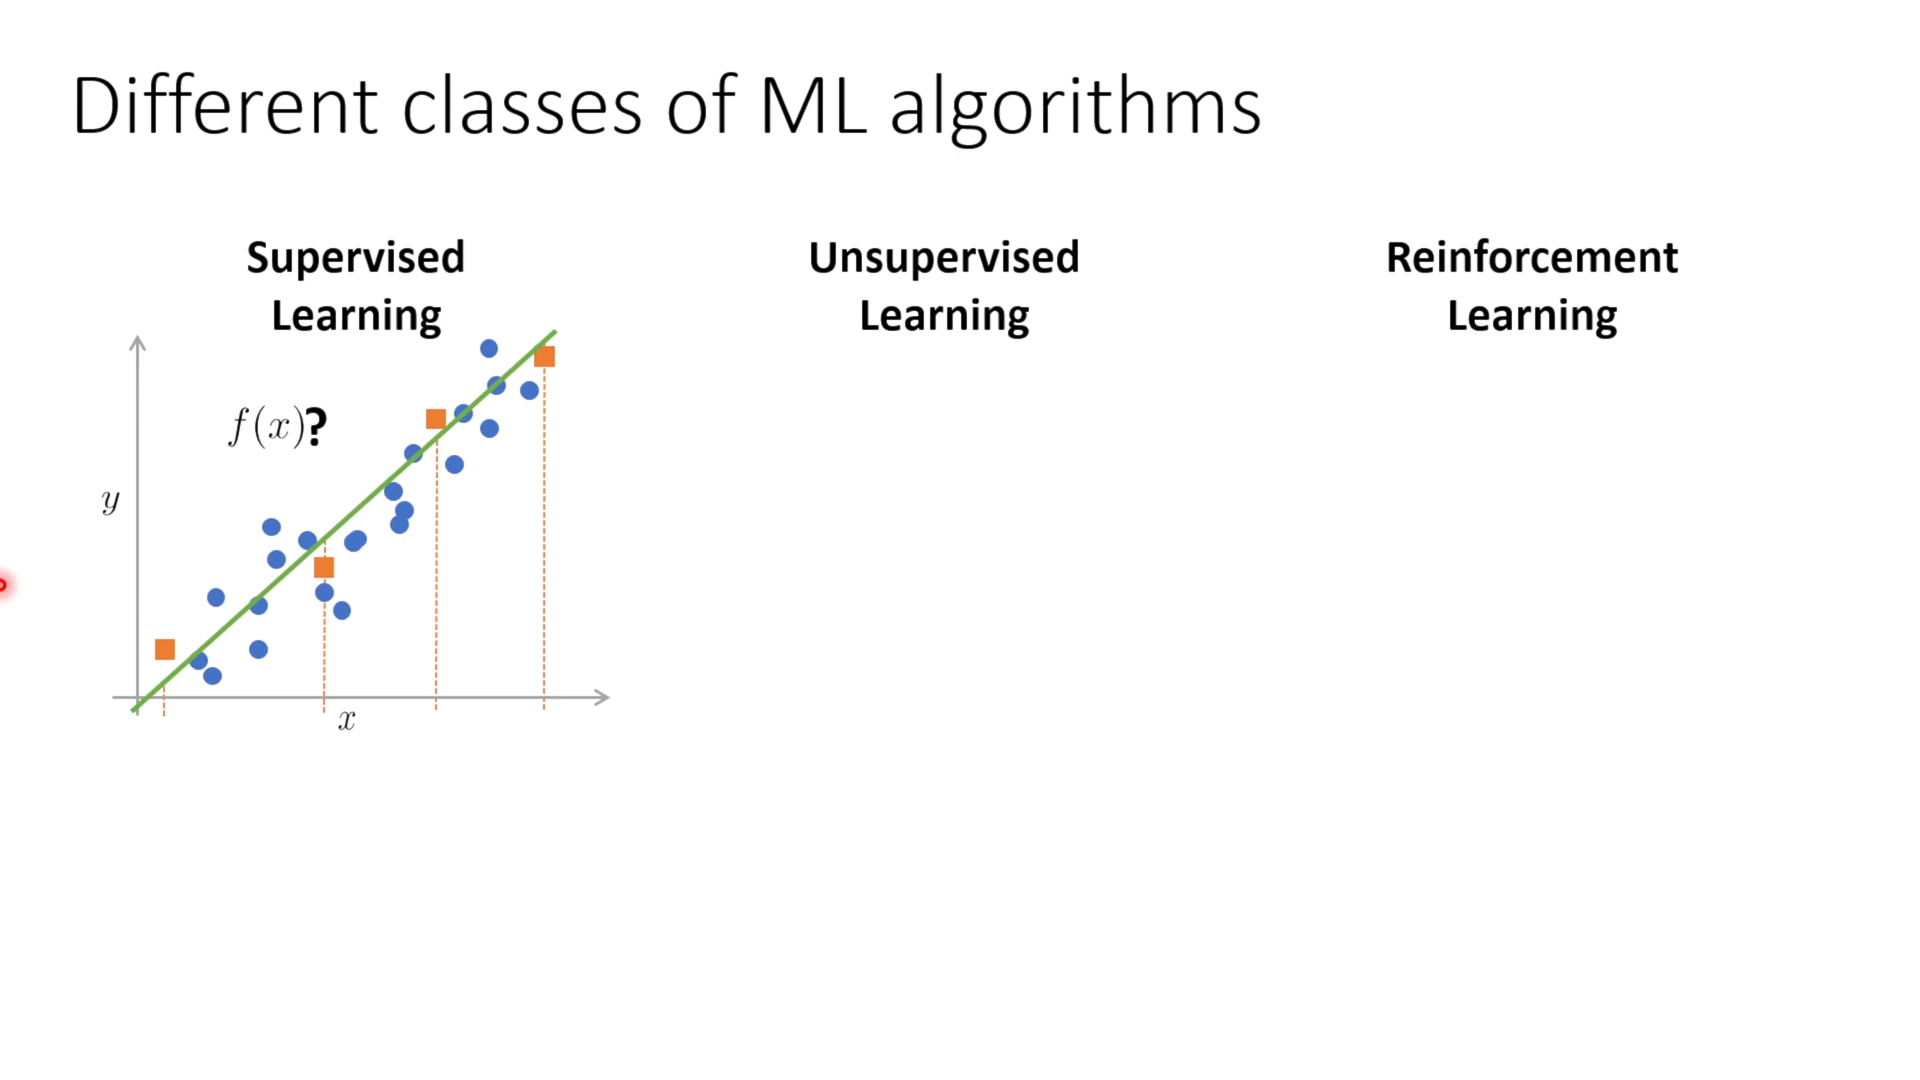 Different classes of ML algorithms
Supervised
Learning
Unsupervised
Learning
Reinforcement
Learning
f(x)?
y
x